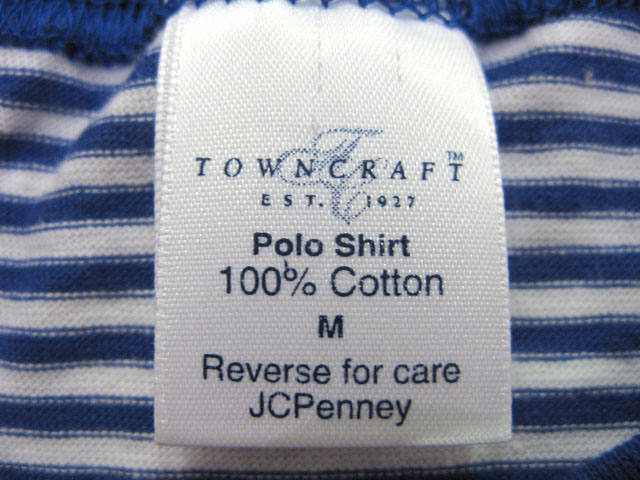 TOWNCRAFT™
EST. 1927
Polo Shirt
100% Cotton
M
Reverse for care
JCPenney